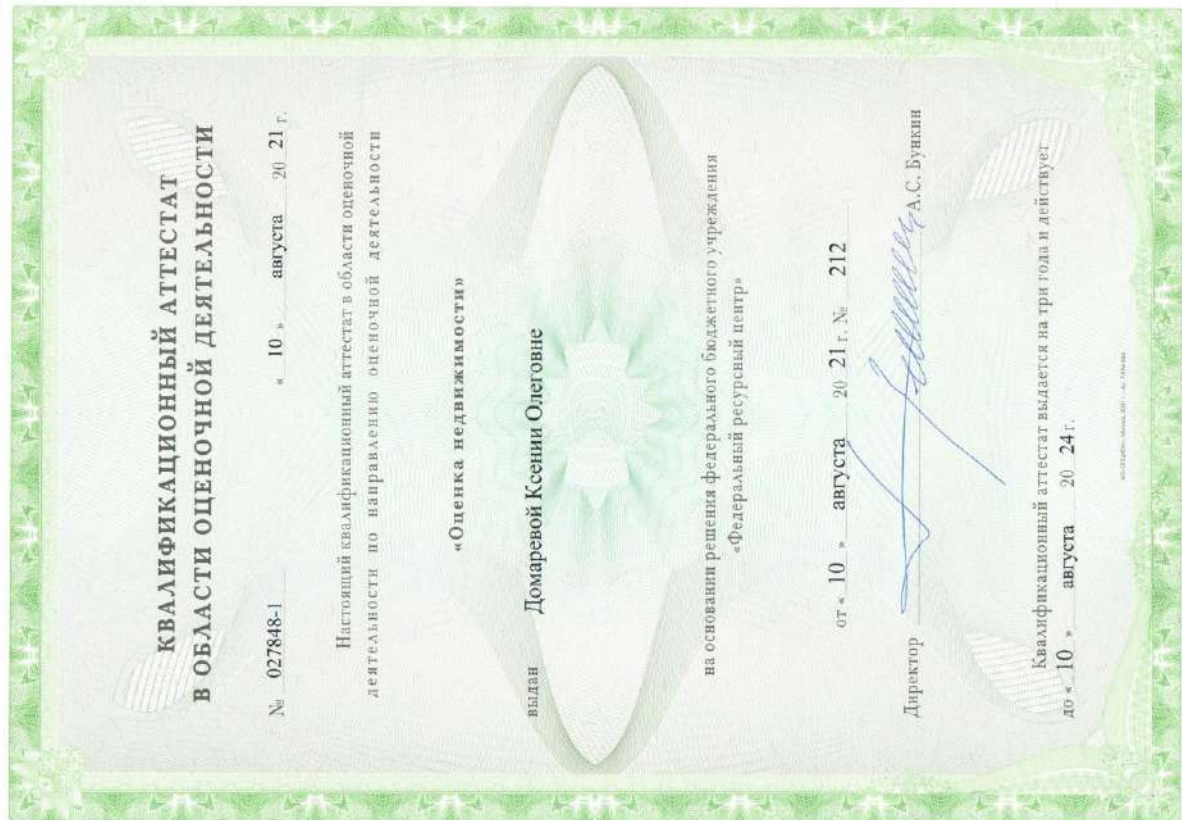 КВАЛИФИКАЦИОННЫЙ АТТЕСТАТ
В ОБЛАСТИ ОЦЕНОЧНОЙ ДЕЯТЕЛЬНОСТИ
№ 027848-1 « 10 » августа 20 21 г.
Настоящий квалификационный аттестат в области оценочной
деятельности по направлению оценочной деятельности
«Оценка недвижимости»
выдан Домаревой Ксении Олеговне
на основании решения федерального бюджетного учреждения
«Федеральный ресурсный центр»
от « 10 » августа 20 21 г. № 212
Директор А.С. Бункин
Квалификационный аттестат выдается на три года и действует
до « 10 » августа 20 24 г.